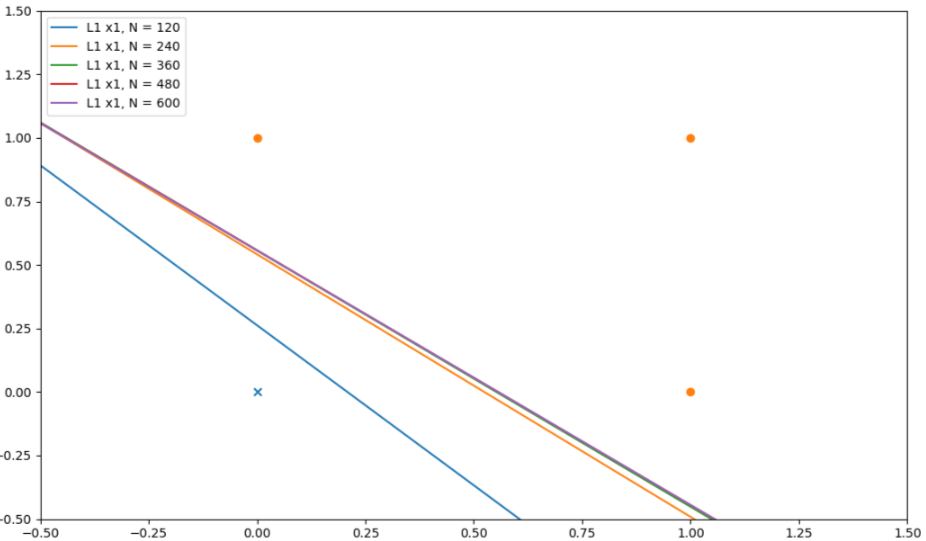 1.50
1.25
1.00
0.75
0.50
0.25
0.00
-0.25
-0.50
L1 x1, N = 120
L1 x1, N = 240
L1 x1, N = 360
L1 x1, N = 480
L1 x1, N = 600
−0.50 −0.25 0.00 0.25 0.50 0.75 1.00 1.25 1.50